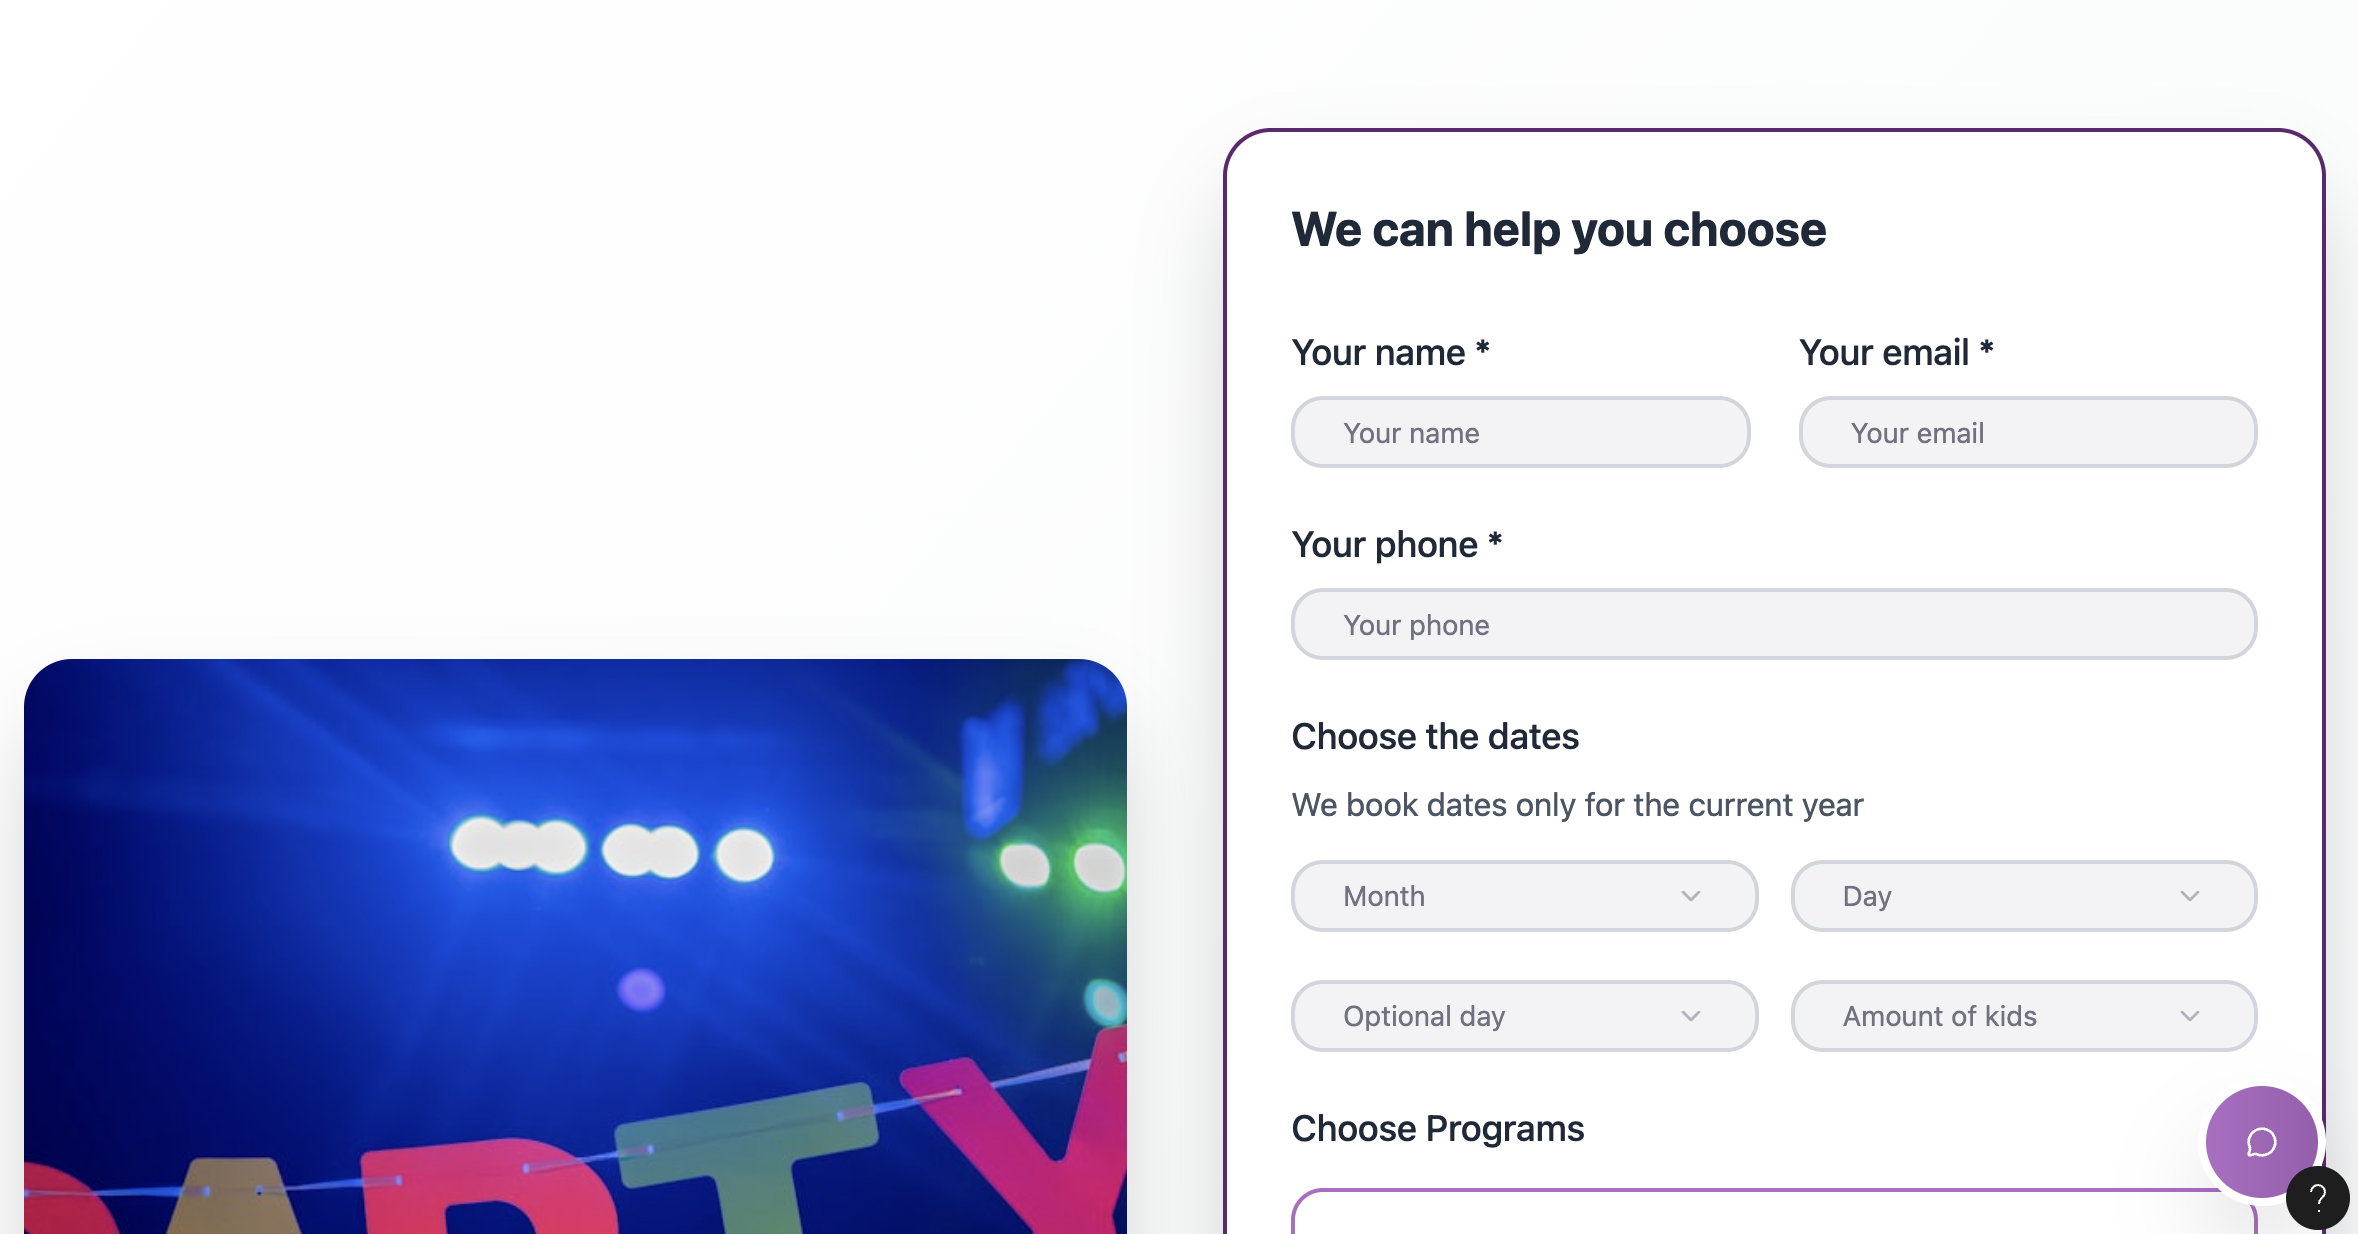 We can help you choose
Your name *
Your email *
Your name
Your email
Your phone *
Your phone
Choose the dates
We book dates only for the current year
Month
Day
Optional day
Amount of kids
PARTY
Choose Programs
?